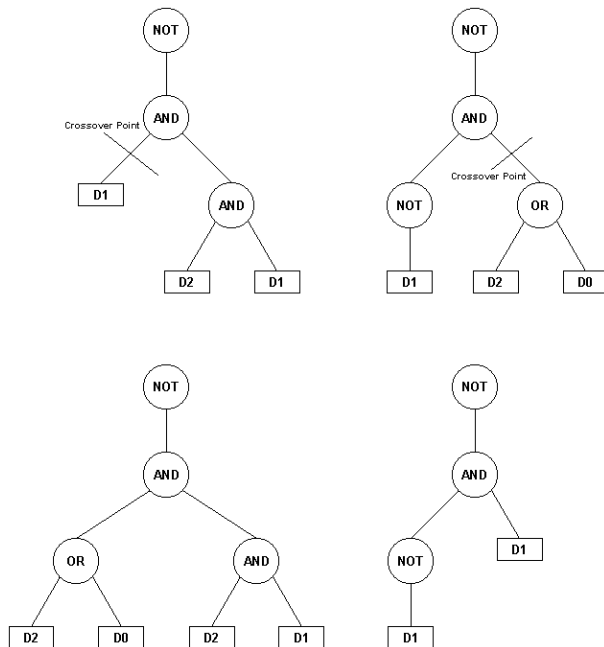 NOT NOT
AND AND
Crossover Point
Crossover Point
D1
AND
NOT OR
D2 D1
D1 D2 D0
NOT NOT
AND AND
OR AND NOT
D1
D2 D0 D2 D1 D1